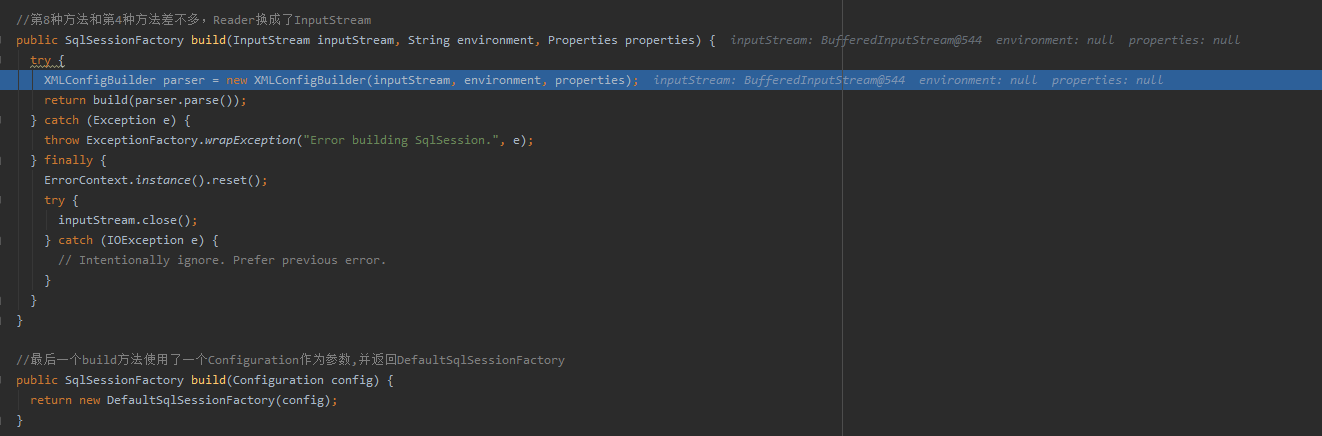 //第8种方法和第4种方法差不多，Reader换成了InputStream
public SqlSessionFactory build(InputStream inputStream, String environment, Properties properties) {  inputStream: BufferedInputStream@544  environment: null  properties: null
try {
XMLConfigBuilder parser = new XMLConfigBuilder(inputStream, environment, properties);  inputStream: BufferedInputStream@544  environment: null  properties: null
return build(parser.parse());
} catch (Exception e) {
throw ExceptionFactory.wrapException("Error building SqlSession.", e);
} finally {
ErrorContext.instance().reset();
try {
inputStream.close();
} catch (IOException e) {
// Intentionally ignore. Prefer previous error.
}
}
}
//最后一个build方法使用了一个Configuration作为参数,并返回DefaultSqlSessionFactory
public SqlSessionFactory build(Configuration config) {
return new DefaultSqlSessionFactory(config);
}